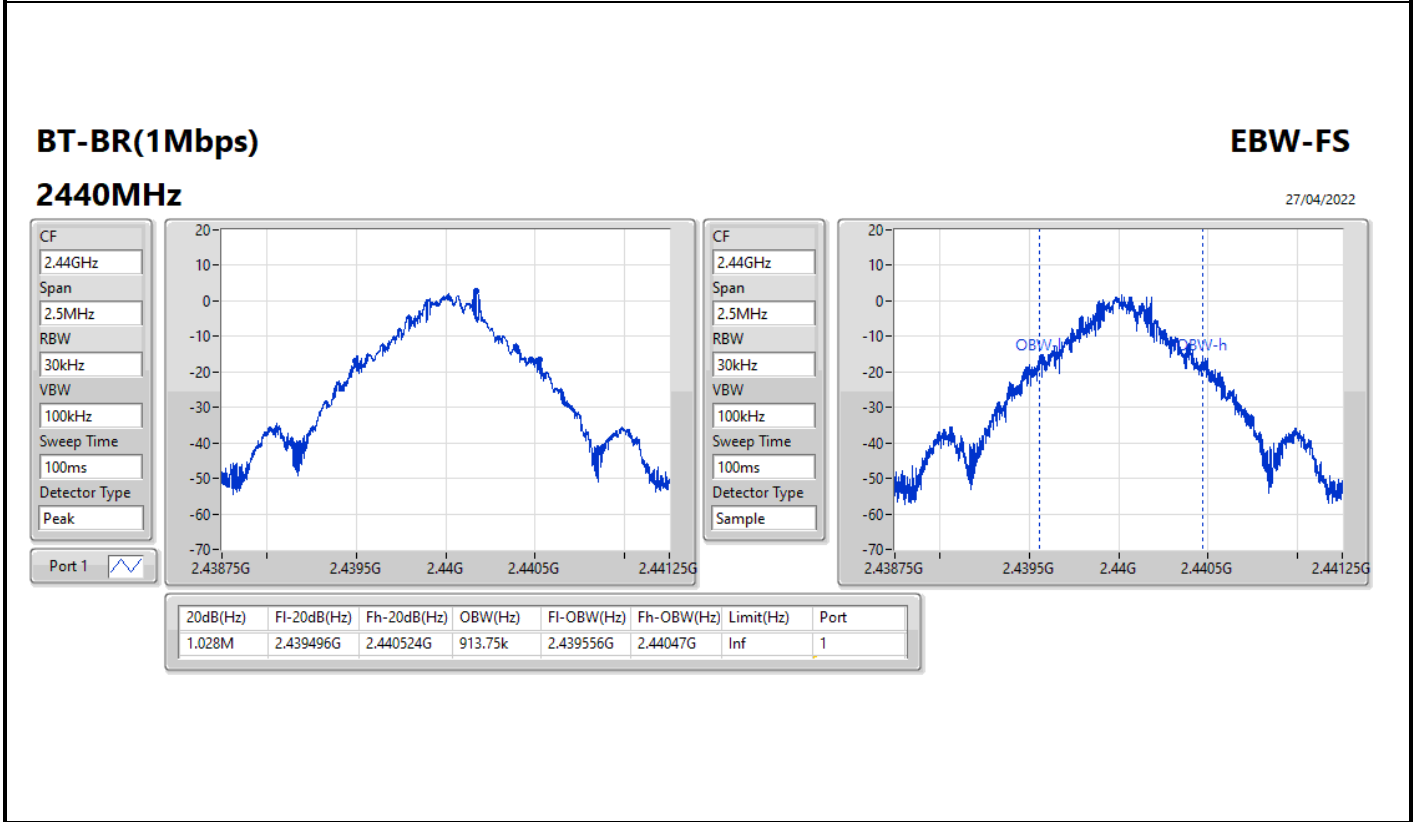 BT-BR(1Mbps)
EBW-FS
2440MHz
27/04/2022
CF
2.44GHz
Span
2.5MHz
RBW
30kHz
VBW
100kHz
Sweep Time
100ms
Detector Type
Peak
Port 1
20
10
0
-10
-20
-30
-40
-50
-60
-70
2.43875G 2.4395G 2.44G 2.4405G 2.44125G
CF
2.44GHz
Span
2.5MHz
RBW
30kHz
VBW
100kHz
Sweep Time
100ms
Detector Type
Sample
20
10
0
-10
-20
-30
-40
-50
-60
-70
OBW-l OBW-h
2.43875G 2.4395G 2.44G 2.4405G 2.44125G
20dB(Hz) Fl-20dB(Hz) Fh-20dB(Hz) OBW(Hz) Fl-OBW(Hz) Fh-OBW(Hz) Limit(Hz) Port
1.028M 2.439496G 2.440524G 913.75k 2.439556G 2.44047G Inf 1